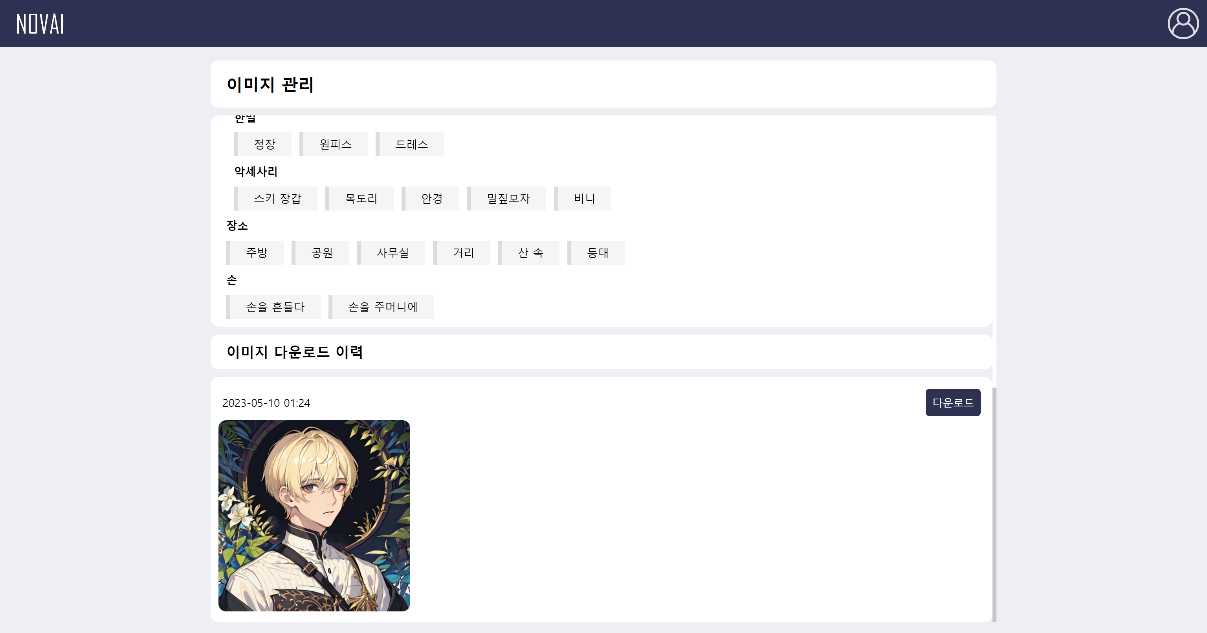 NOVAI
이미지 관리
한벌
정장 원피스 드레스
악세사리
스키 장갑 목도리 안경 밀짚모자 비니
장소
주방 공원 사무실 거리 산 속 등대
손
손을 흔들다 손을 주머니에
이미지 다운로드 이력
2023-05-10 01:24 다운로드